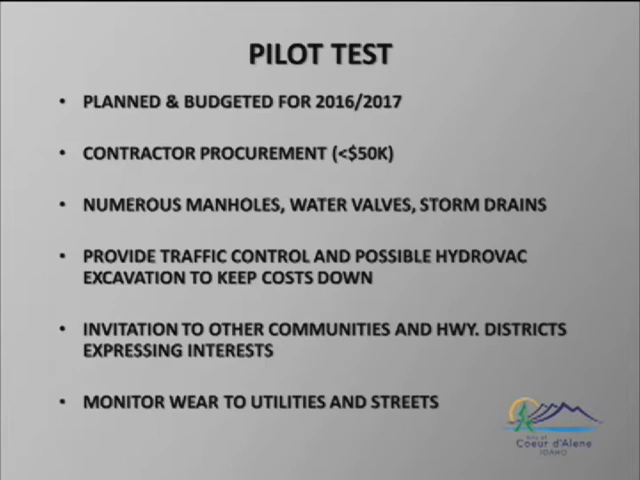 PILOT TEST
• PLANNED & BUDGETED FOR 2016/2017
• CONTRACTOR PROCUREMENT (<$50K)
• NUMEROUS MANHOLES, WATER VALVES, STORM DRAINS
• PROVIDE TRAFFIC CONTROL AND POSSIBLE HYDROVAC
EXCAVATION TO KEEP COSTS DOWN
• INVITATION TO OTHER COMMUNITIES AND HWY. DISTRICTS
EXPRESSING INTERESTS
• MONITOR WEAR TO UTILITIES AND STREETS
City of
Coeur d'Alene
IDAHO